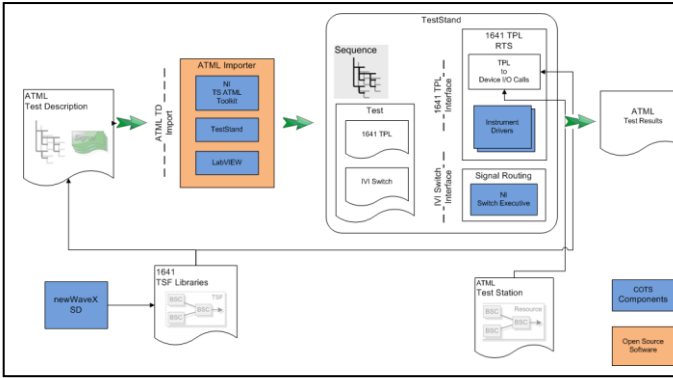 TestStand
ATML
Test Description
Signal
ATML TD
Import
ATML Importer
NI
TS ATML
Toolkit
TestStand
LabVIEW
Sequence
Test
1641 TPL
IVI Switch
1641 TPL
Interface
IVI Switch
Interface
1641 TPL
RTS
TPL
to
Device I/O Calls
Instrument
Drivers
Signal Routing
NI
Switch Executive
ATML
Test Results
newWaveX
SD
1641
TSF Libraries
TSF
BSC
BSC
BSC
ATML
Test Station
Resource
BSC
BSC
BSC
COTS
Components
Open Source
Software